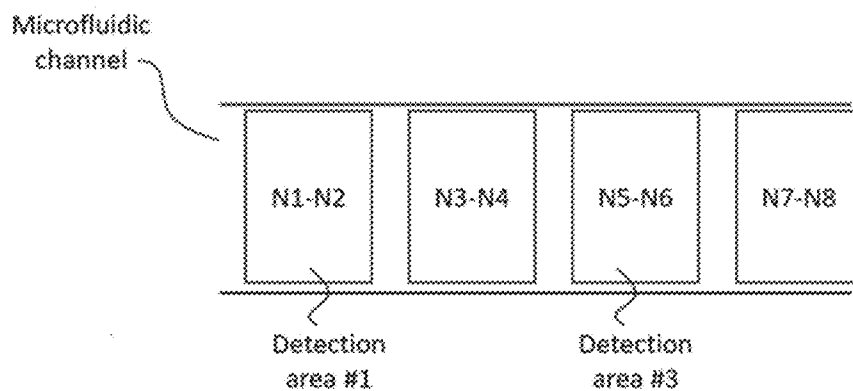 Microfluidic
channel
N1-N2 N3-N4 N5-N6 N7-N8
Detection
area #1
Detection
area #3